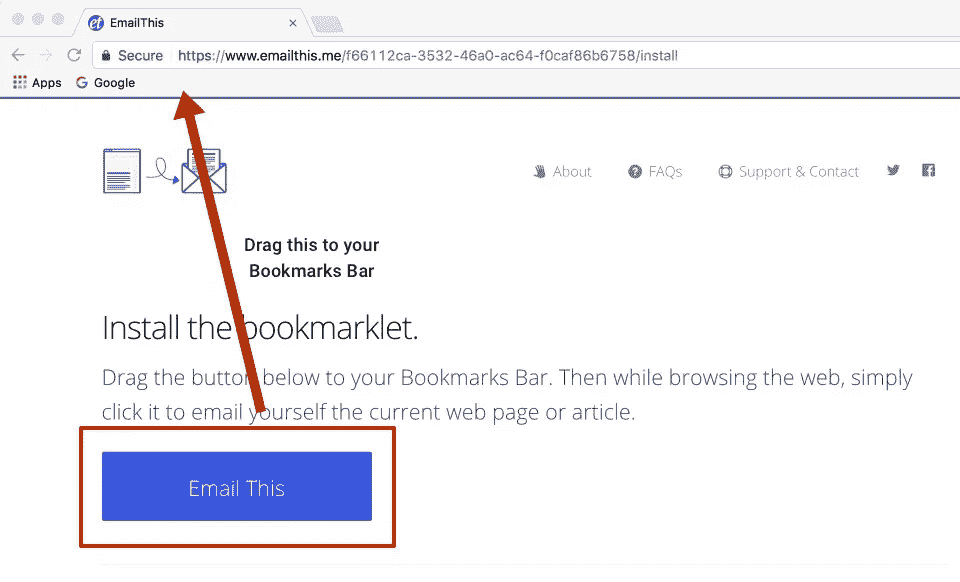 EmailThis
Secure https://www.emailthis.me/f66112ca-3532-46a0-ac64-f0caf86b6758/install
Apps Google
About FAQs Support & Contact
Drag this to your
Bookmarks Bar
Install the bookmarklet.
Drag the button below to your Bookmarks Bar. Then while browsing the web, simply
click it to email yourself the current web page or article.
Email This